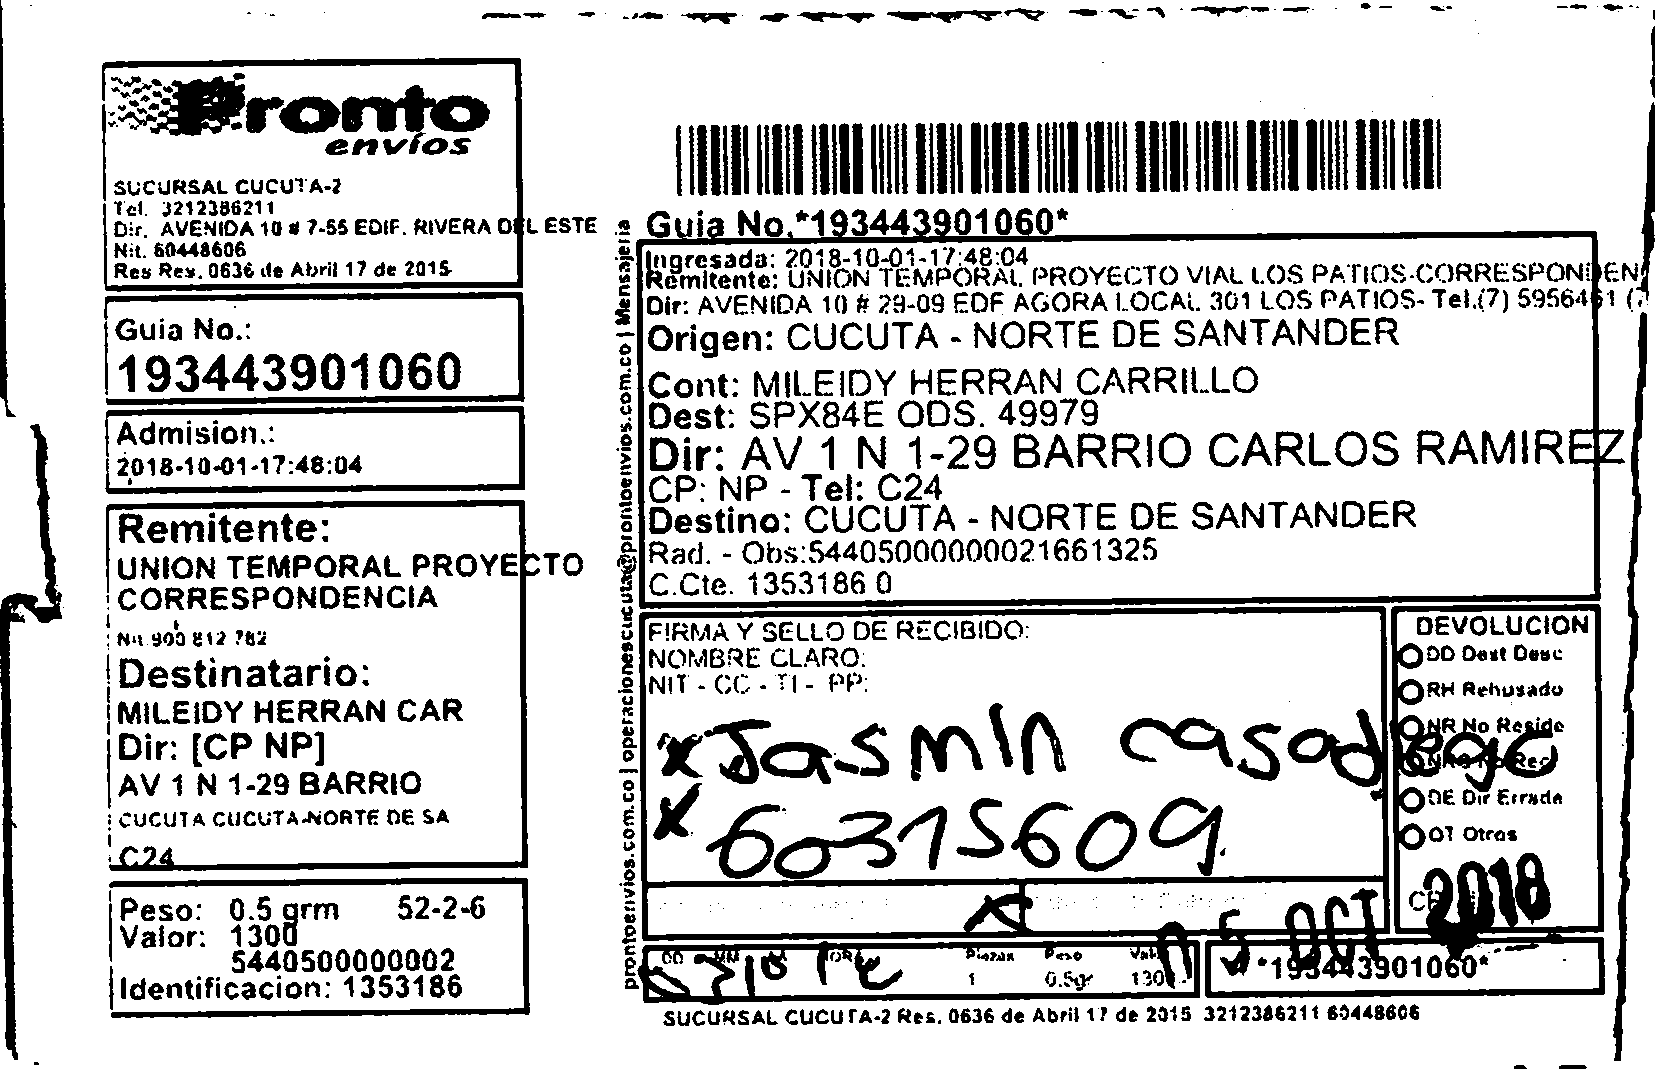 Pronto
envíos
SUCURSAL CUCUTA-2
Tel. 3212386211
Dir. AVENIDA 10 # 7-55 EDIF. RIVERA DEL ESTE
Nit. 60448606
Res Res. 0636 de Abril 17 de 2015
Guia No.:
193443901060
Admision.:
2018-10-01-17:48:04
Remitente:
UNION TEMPORAL PROYECTO
CORRESPONDENCIA
Nit 900 812 782
Destinatario:
MILEIDY HERRAN CAR
Dir: [CP NP]
AV 1 N 1-29 BARRIO
CUCUTA CUCUTA-NORTE DE SA
C24
Peso: 0.5 grm 52-2-6
Valor: 1300
5440500000002
Identificacion: 1353186
prontoenvios.com.co | operacionescucuta@prontoenvios.com.co | Mensajeria
Guia No.*193443901060*
Ingresada: 2018-10-01-17:48:04
Remitente: UNION TEMPORAL PROYECTO VIAL LOS PATIOS-CORRESPONDEN
Dir: AVENIDA 10 # 29-09 EDF AGORA LOCAL 301 LOS PATIOS- Tel.(7) 5956461 (7
Origen: CUCUTA - NORTE DE SANTANDER
Cont: MILEIDY HERRAN CARRILLO
Dest: SPX84E ODS. 49979
Dir: AV 1 N 1-29 BARRIO CARLOS RAMIREZ
CP: NP - Tel: C24
Destino: CUCUTA - NORTE DE SANTANDER
Rad. - Obs:54405000000021661325
C.Cte. 1353186 0
FIRMA Y SELLO DE RECIBIDO:
NOMBRE CLARO:
NIT - CC - TI - PP:
x Jasmin casadiego
x 60315609
DEVOLUCION
DD Dest Desc
RH Rehusado
NR No Reside
NRC No Rec
DE Dir Errada
OT Otros
05 OCT 2018
DD MM AA HORA Piezas Peso Valor
1 0.5gr 1300
*193443901060*
SUCURSAL CUCUTA-2 Res. 0636 de Abril 17 de 2015 3212386211 60448606